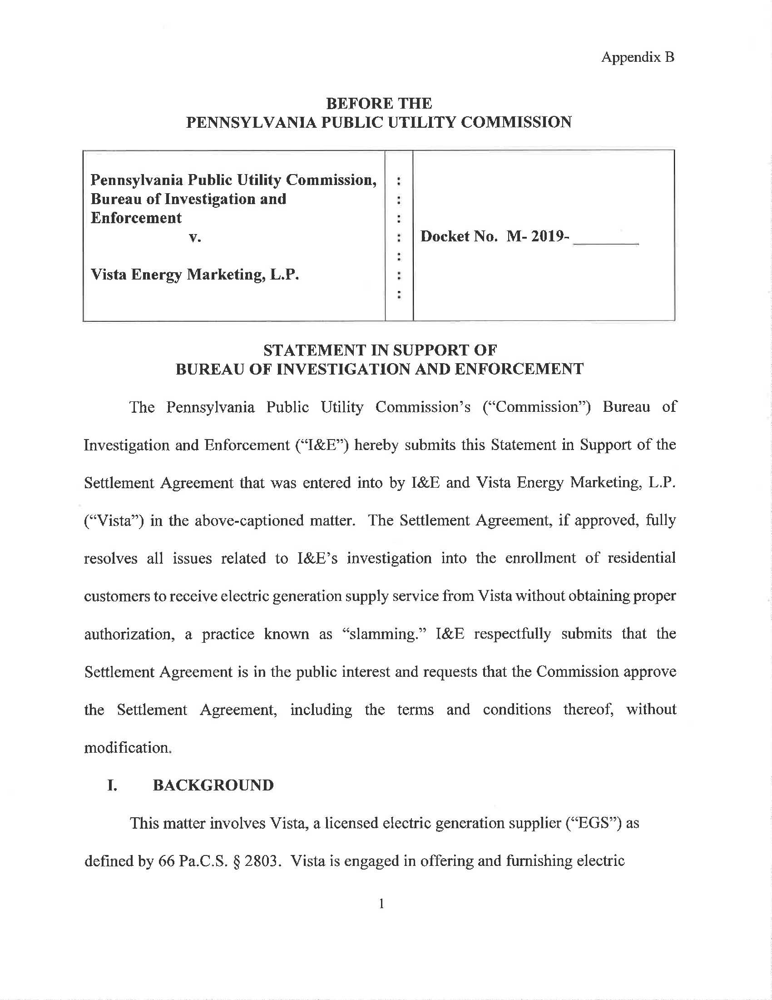 Appendix B
BEFORE THE
PENNSYLVANIA PUBLIC UTILITY COMMISSION
Pennsylvania Public Utility Commission, :
Bureau of Investigation and :
Enforcement :
v. : Docket No. M- 2019- ________
:
Vista Energy Marketing, L.P. :
:
STATEMENT IN SUPPORT OF
BUREAU OF INVESTIGATION AND ENFORCEMENT
The Pennsylvania Public Utility Commission’s (“Commission”) Bureau of
Investigation and Enforcement (“I&E”) hereby submits this Statement in Support of the
Settlement Agreement that was entered into by I&E and Vista Energy Marketing, L.P.
(“Vista”) in the above-captioned matter. The Settlement Agreement, if approved, fully
resolves all issues related to I&E’s investigation into the enrollment of residential
customers to receive electric generation supply service from Vista without obtaining proper
authorization, a practice known as “slamming.” I&E respectfully submits that the
Settlement Agreement is in the public interest and requests that the Commission approve
the Settlement Agreement, including the terms and conditions thereof, without
modification.
I. BACKGROUND
This matter involves Vista, a licensed electric generation supplier (“EGS”) as
defined by 66 Pa.C.S. § 2803. Vista is engaged in offering and furnishing electric
1